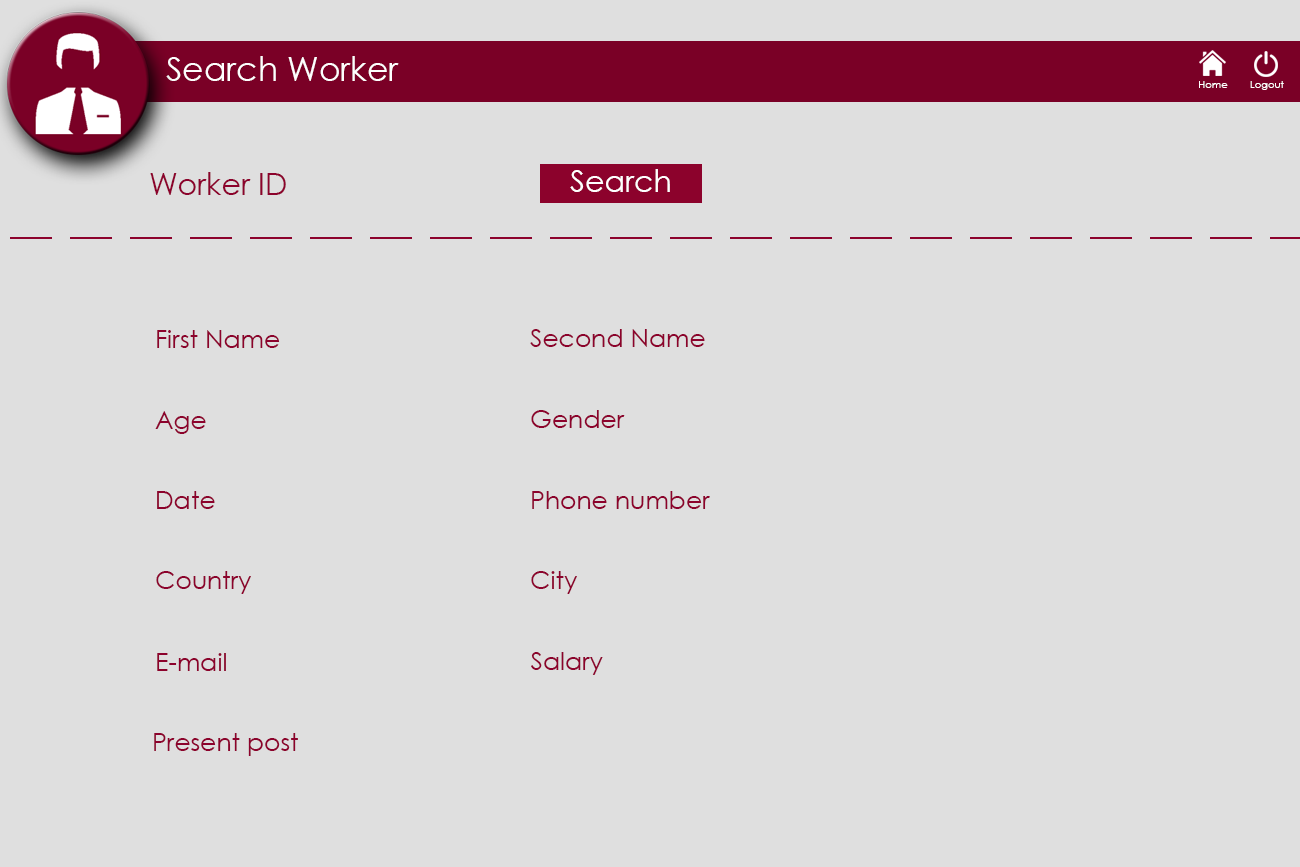 Search Worker
Home
Logout
Worker ID
Search
First Name
Second Name
Age
Gender
Date
Phone number
Country
City
E-mail
Salary
Present post